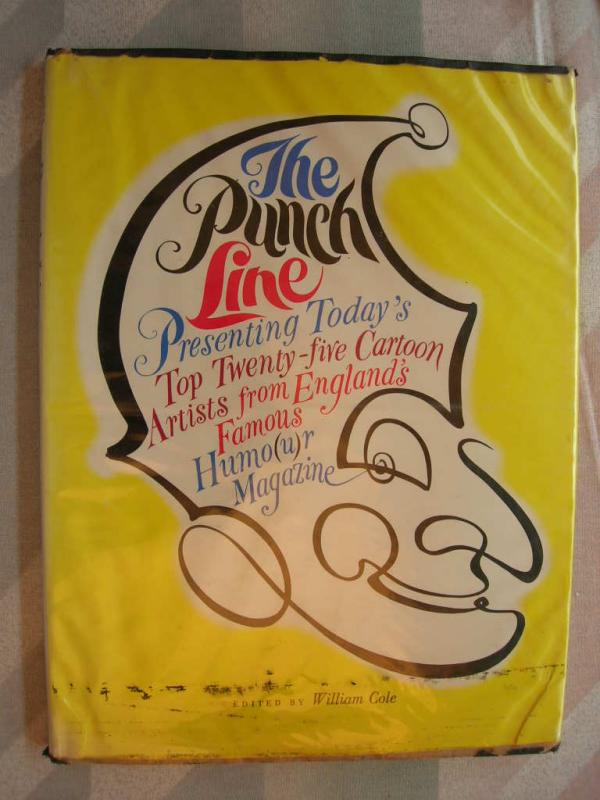 The
Punch
Line
Presenting Today's
Top Twenty-five Cartoon
Artists from England's
Famous
Humo(u)r
Magazine
EDITED BY William Cole